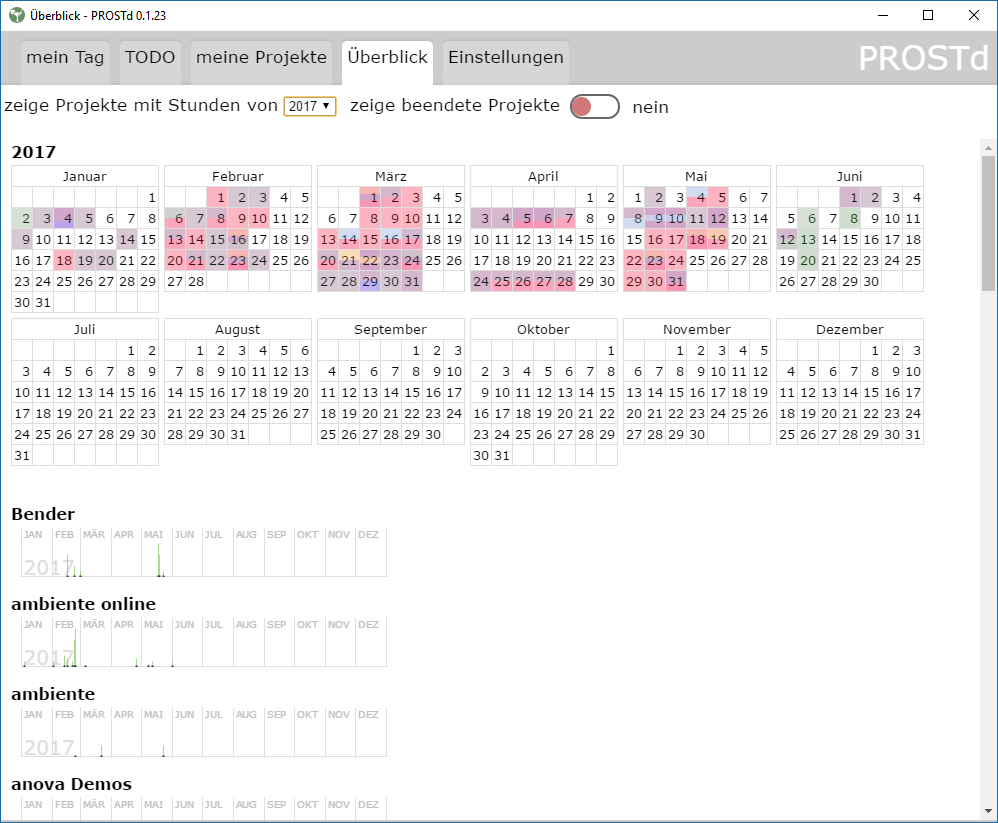 Überblick - PROSTd 0.1.23
mein Tag TODO meine Projekte Überblick Einstellungen PROSTd
zeige Projekte mit Stunden von 2017 ▼ zeige beendete Projekte nein
2017
Januar Februar März April Mai Juni
1 1 2 3 4 5 1 2 3 4 5 1 2 1 2 3 4 5 6 7 1 2 3 4
2 3 4 5 6 7 8 6 7 8 9 10 11 12 6 7 8 9 10 11 12 3 4 5 6 7 8 9 8 9 10 11 12 13 14 5 6 7 8 9 10 11
9 10 11 12 13 14 15 13 14 15 16 17 18 19 13 14 15 16 17 18 19 10 11 12 13 14 15 16 15 16 17 18 19 20 21 12 13 14 15 16 17 18
16 17 18 19 20 21 22 20 21 22 23 24 25 26 20 21 22 23 24 25 26 17 18 19 20 21 22 23 22 23 24 25 26 27 28 19 20 21 22 23 24 25
23 24 25 26 27 28 29 27 28 27 28 29 30 31 24 25 26 27 28 29 30 29 30 31 26 27 28 29 30
30 31
Juli August September Oktober November Dezember
1 2 1 2 3 4 5 6 1 2 3 1 1 2 3 4 5 1 2 3
3 4 5 6 7 8 9 7 8 9 10 11 12 13 4 5 6 7 8 9 10 2 3 4 5 6 7 8 6 7 8 9 10 11 12 4 5 6 7 8 9 10
10 11 12 13 14 15 16 14 15 16 17 18 19 20 11 12 13 14 15 16 17 9 10 11 12 13 14 15 13 14 15 16 17 18 19 11 12 13 14 15 16 17
17 18 19 20 21 22 23 21 22 23 24 25 26 27 18 19 20 21 22 23 24 16 17 18 19 20 21 22 20 21 22 23 24 25 26 18 19 20 21 22 23 24
24 25 26 27 28 29 30 28 29 30 31 25 26 27 28 29 30 23 24 25 26 27 28 29 27 28 29 30 25 26 27 28 29 30 31
31 30 31
Bender
JAN FEB MÄR APR MAI JUN JUL AUG SEP OKT NOV DEZ
2017
ambiente online
JAN FEB MÄR APR MAI JUN JUL AUG SEP OKT NOV DEZ
2017
ambiente
JAN FEB MÄR APR MAI JUN JUL AUG SEP OKT NOV DEZ
2017
anova Demos
JAN FEB MÄR APR MAI JUN JUL AUG SEP OKT NOV DEZ